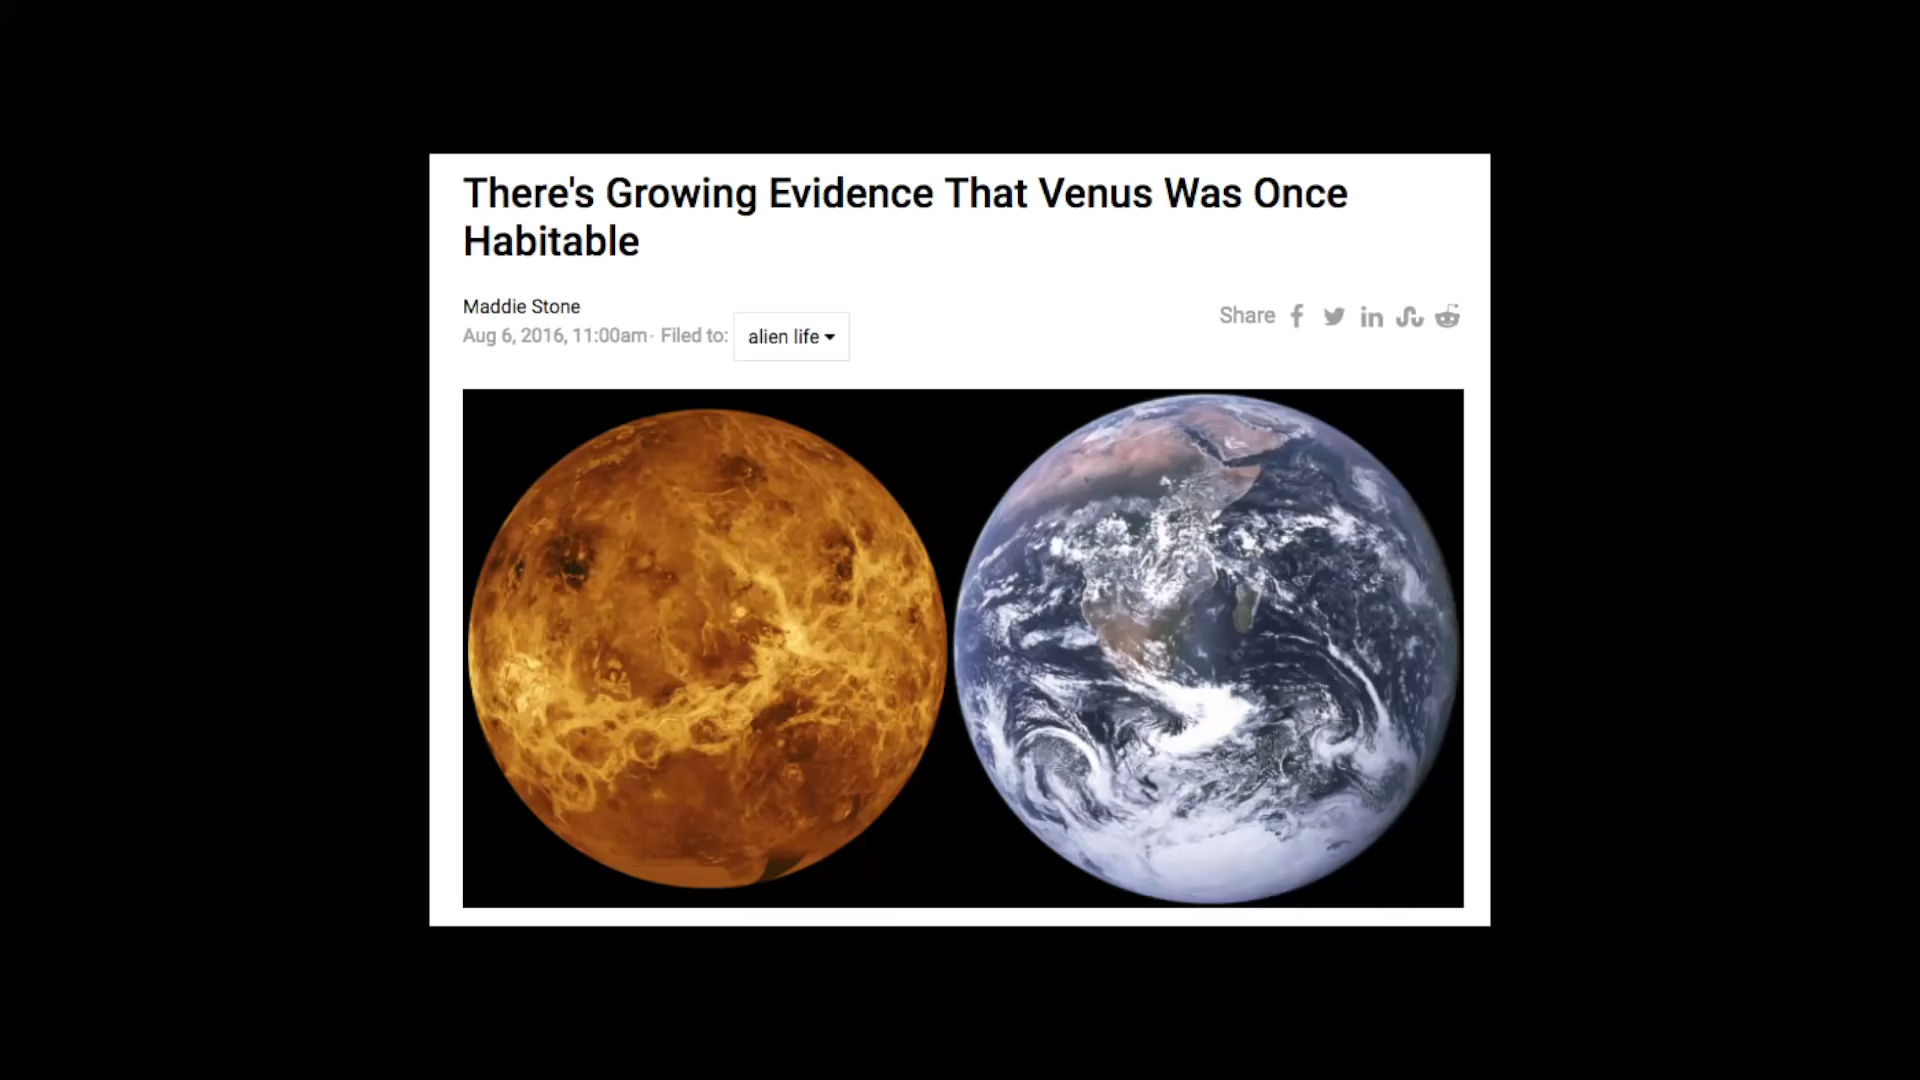 There's Growing Evidence That Venus Was Once
Habitable
Maddie Stone
Aug 6, 2016, 11:00am · Filed to: alien life
Share